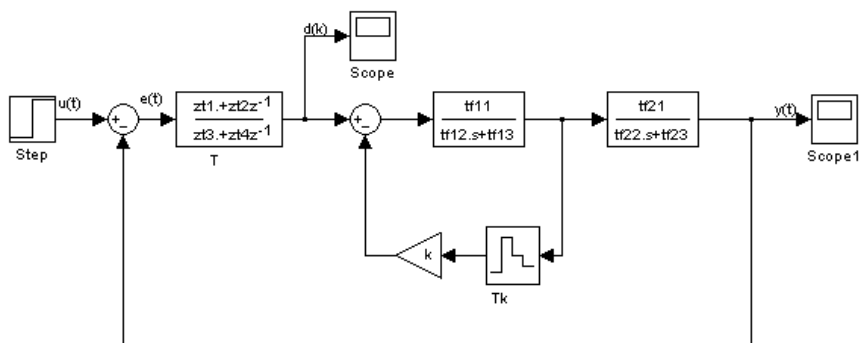 d(k)
Scope
u(t)
e(t)
zt1.+zt2z-1
zt3.+zt4z-1
T
tf11
tf12.s+tf13
tf21
tf22.s+tf23
y(t)
Scope1
Step
k
Tk